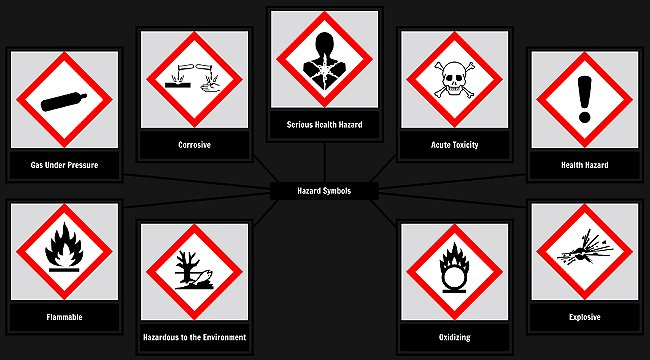 Serious Health Hazard
Corrosive
Acute Toxicity
Gas Under Pressure
Health Hazard
Hazard Symbols
Flammable
Hazardous to the Environment
Oxidizing
Explosive